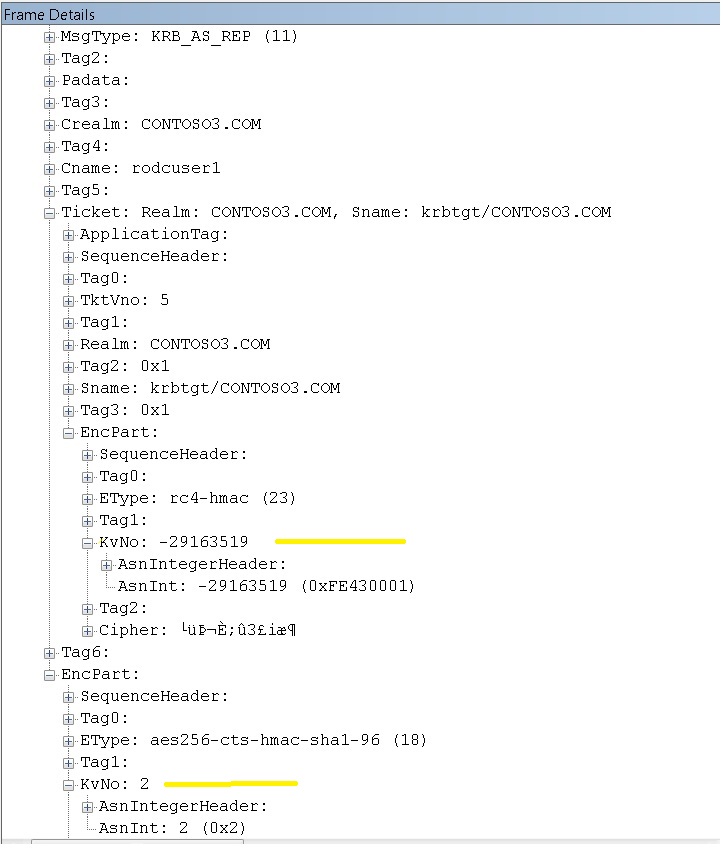 Frame Details
MsgType: KRB_AS_REP (11)
Tag2:
Padata:
Tag3:
Crealm: CONTOSO3.COM
Tag4:
Cname: rodcuser1
Tag5:
Ticket: Realm: CONTOSO3.COM, Sname: krbtgt/CONTOSO3.COM
ApplicationTag:
SequenceHeader:
Tag0:
TktVno: 5
Tag1:
Realm: CONTOSO3.COM
Tag2: 0x1
Sname: krbtgt/CONTOSO3.COM
Tag3: 0x1
EncPart:
SequenceHeader:
Tag0:
EType: rc4-hmac (23)
Tag1:
KvNo: -29163519
AsnIntegerHeader:
AsnInt: -29163519 (0xFE430001)
Tag2:
Cipher: └üÞ¬È;û3£iæ¶
Tag6:
EncPart:
SequenceHeader:
Tag0:
EType: aes256-cts-hmac-sha1-96 (18)
Tag1:
KvNo: 2
AsnIntegerHeader:
AsnInt: 2 (0x2)